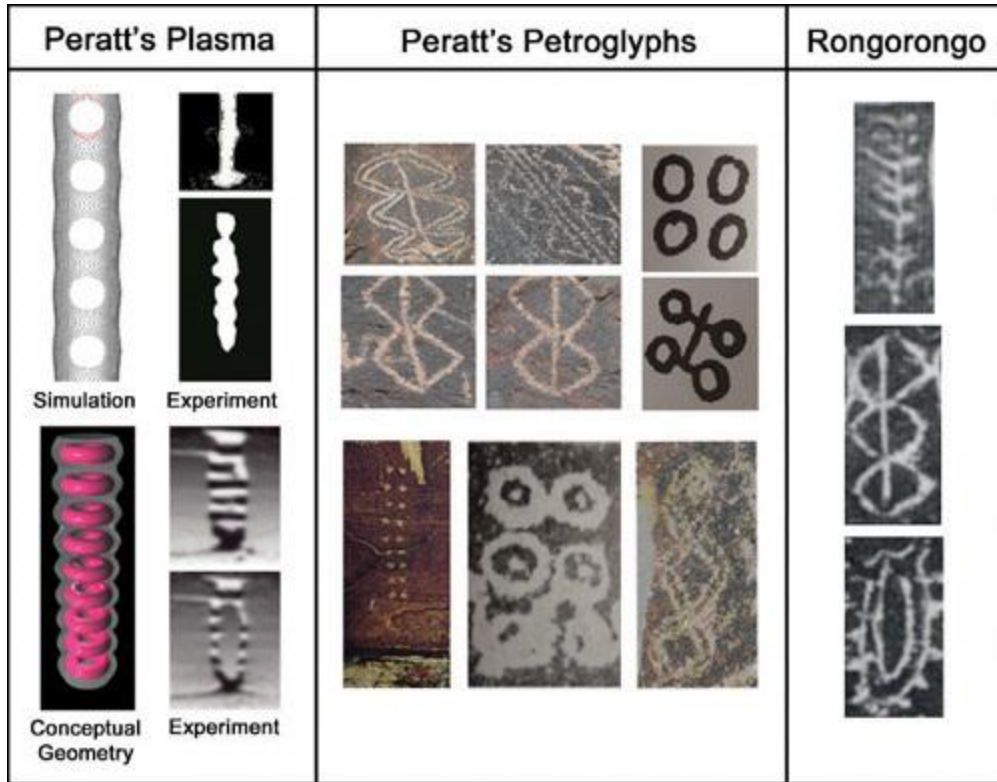 Peratt's Plasma
Peratt's Petroglyphs
Rongorongo
Simulation
Experiment
Conceptual
Geometry
Experiment